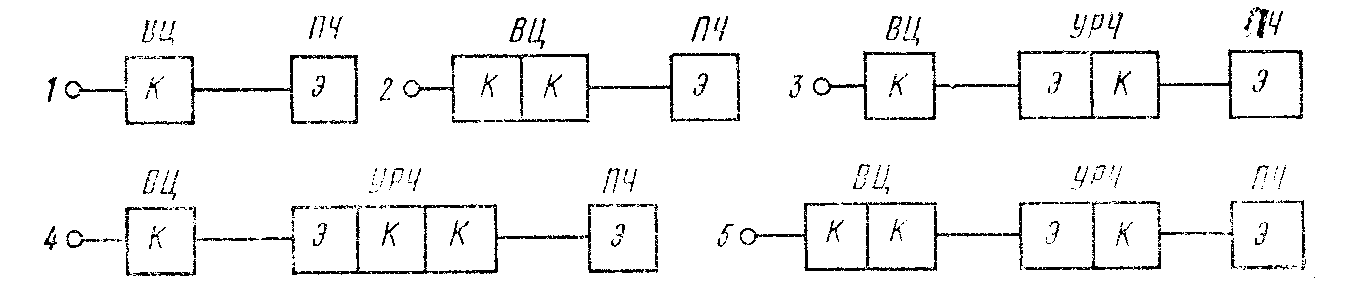 ВЦ ПЧ ВЦ ПЧ ВЦ УРЧ ПЧ
1 К Э 2 К К Э 3 К Э К Э
ВЦ УРЧ ПЧ ВЦ УРЧ ПЧ
4 К Э К К Э 5 К К Э К Э